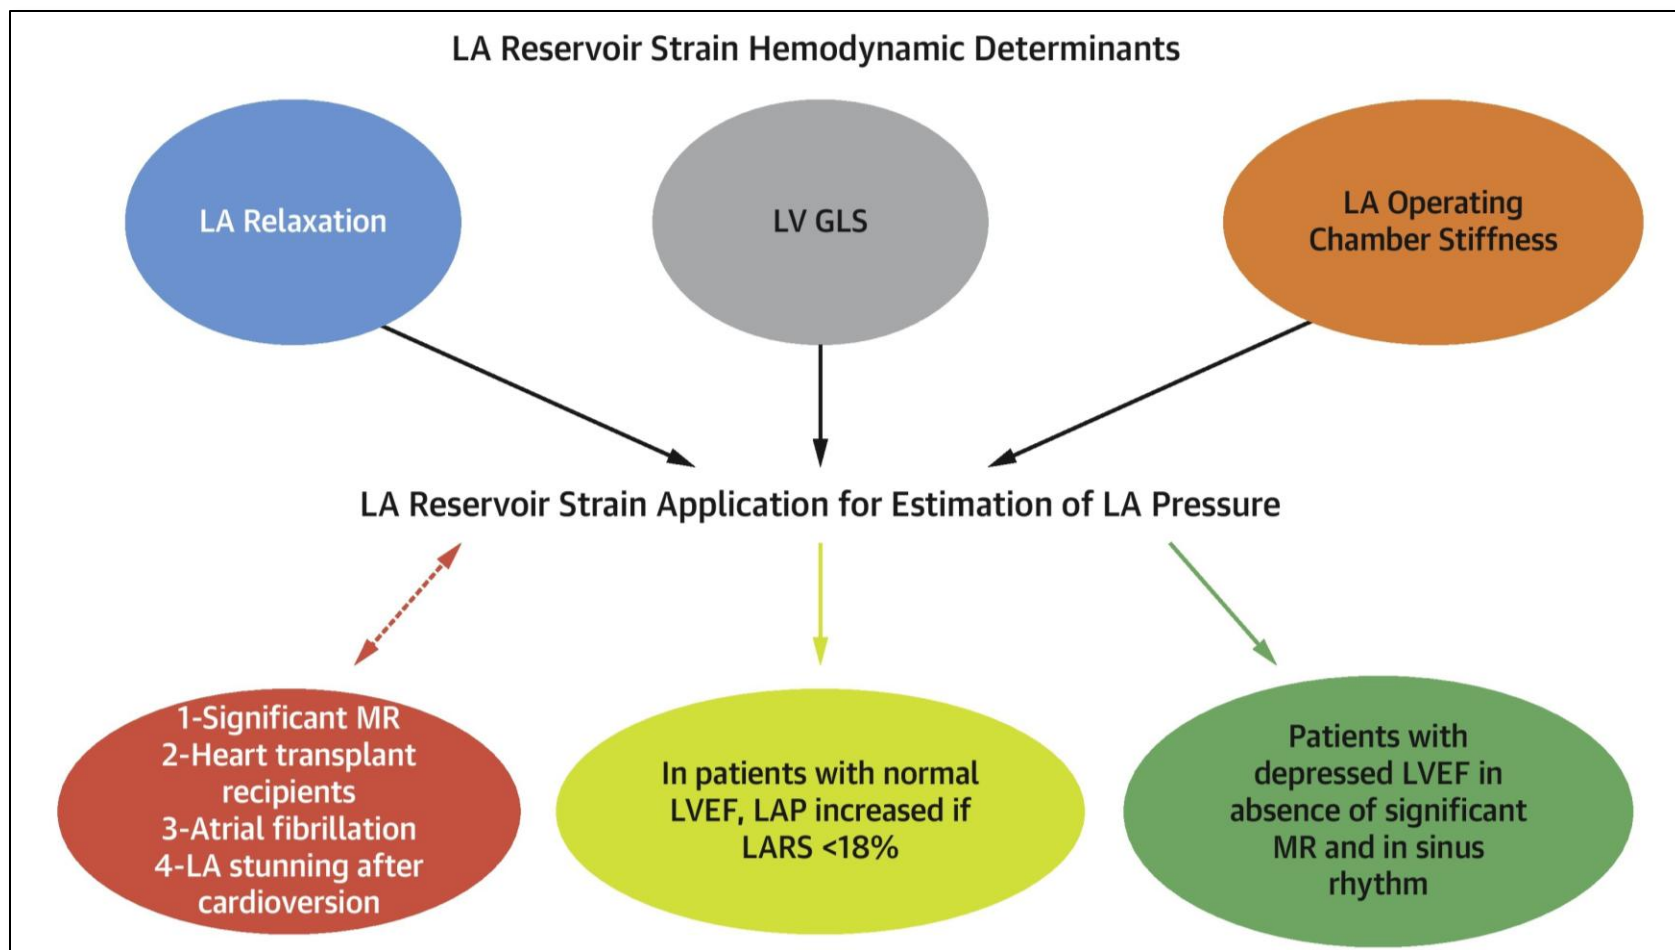 LA Reservoir Strain Hemodynamic Determinants
LA Relaxation
LV GLS
LA Operating
Chamber Stiffness
LA Reservoir Strain Application for Estimation of LA Pressure
1-Significant MR
2-Heart transplant
recipients
3-Atrial fibrillation
4-LA stunning after
cardioversion
In patients with normal
LVEF, LAP increased if
LARS <18%
Patients with
depressed LVEF in
absence of significant
MR and in sinus
rhythm